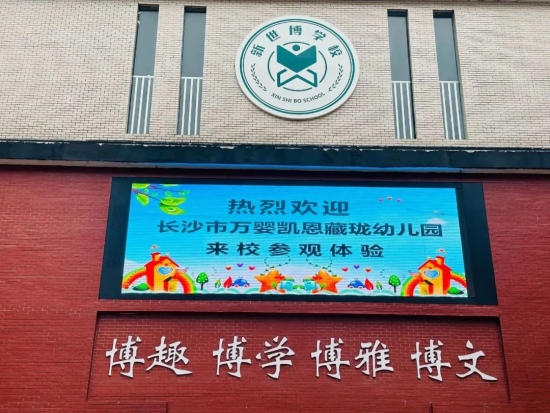 新世博学校
XIN SHI BO SCHOOL
热烈欢迎
长沙市万婴凯恩藏珑幼儿园
来校参观体验
博趣 博学 博雅 博文